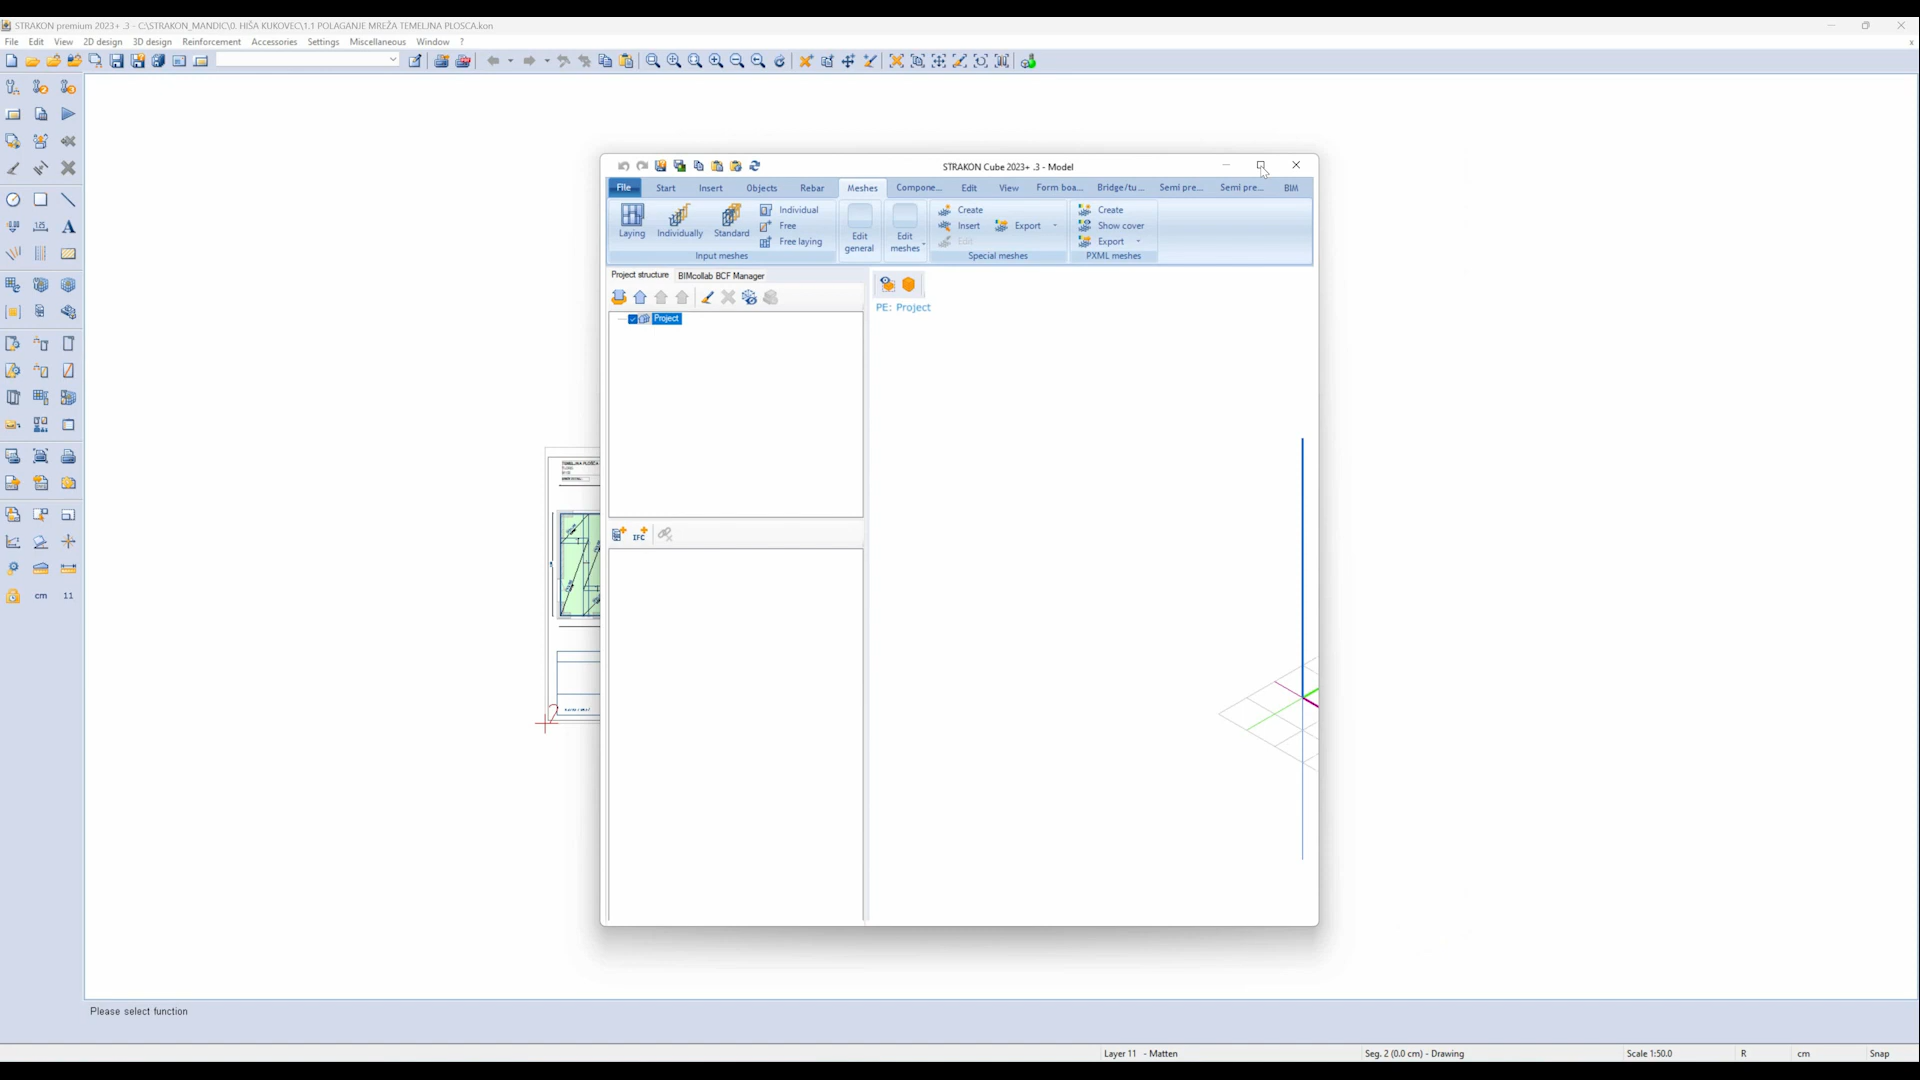 STRAKON premium 2023+ .3 - C:\STRAKON_MANDIC\0. HIŠA KUKOVEC\1.1 POLAGANJE MREŽA TEMELJNA PLOSCA.kon
File Edit View 2D design 3D design Reinforcement Accessories Settings Miscellaneous Window ?
STRAKON Cube 2023+ .3 - Model
File Start Insert Objects Rebar Meshes Compone... Edit View Form boa... Bridge/tu... Semi pre... Semi pre... BIM
Laying Individually Standard
Individual
Free
Free laying
Input meshes
Edit general
Edit meshes
Create
Insert Export
Edit
Special meshes
Create
Show cover
Export
PXML meshes
Project structure BIMcollab BCF Manager
PE: Project
Project
IFC
TEMELJNA PLOŠČA
cm 11
Please select function
Layer 11 - Matten Seg. 2 (0.0 cm) - Drawing Scale 1:50.0 R cm Snap